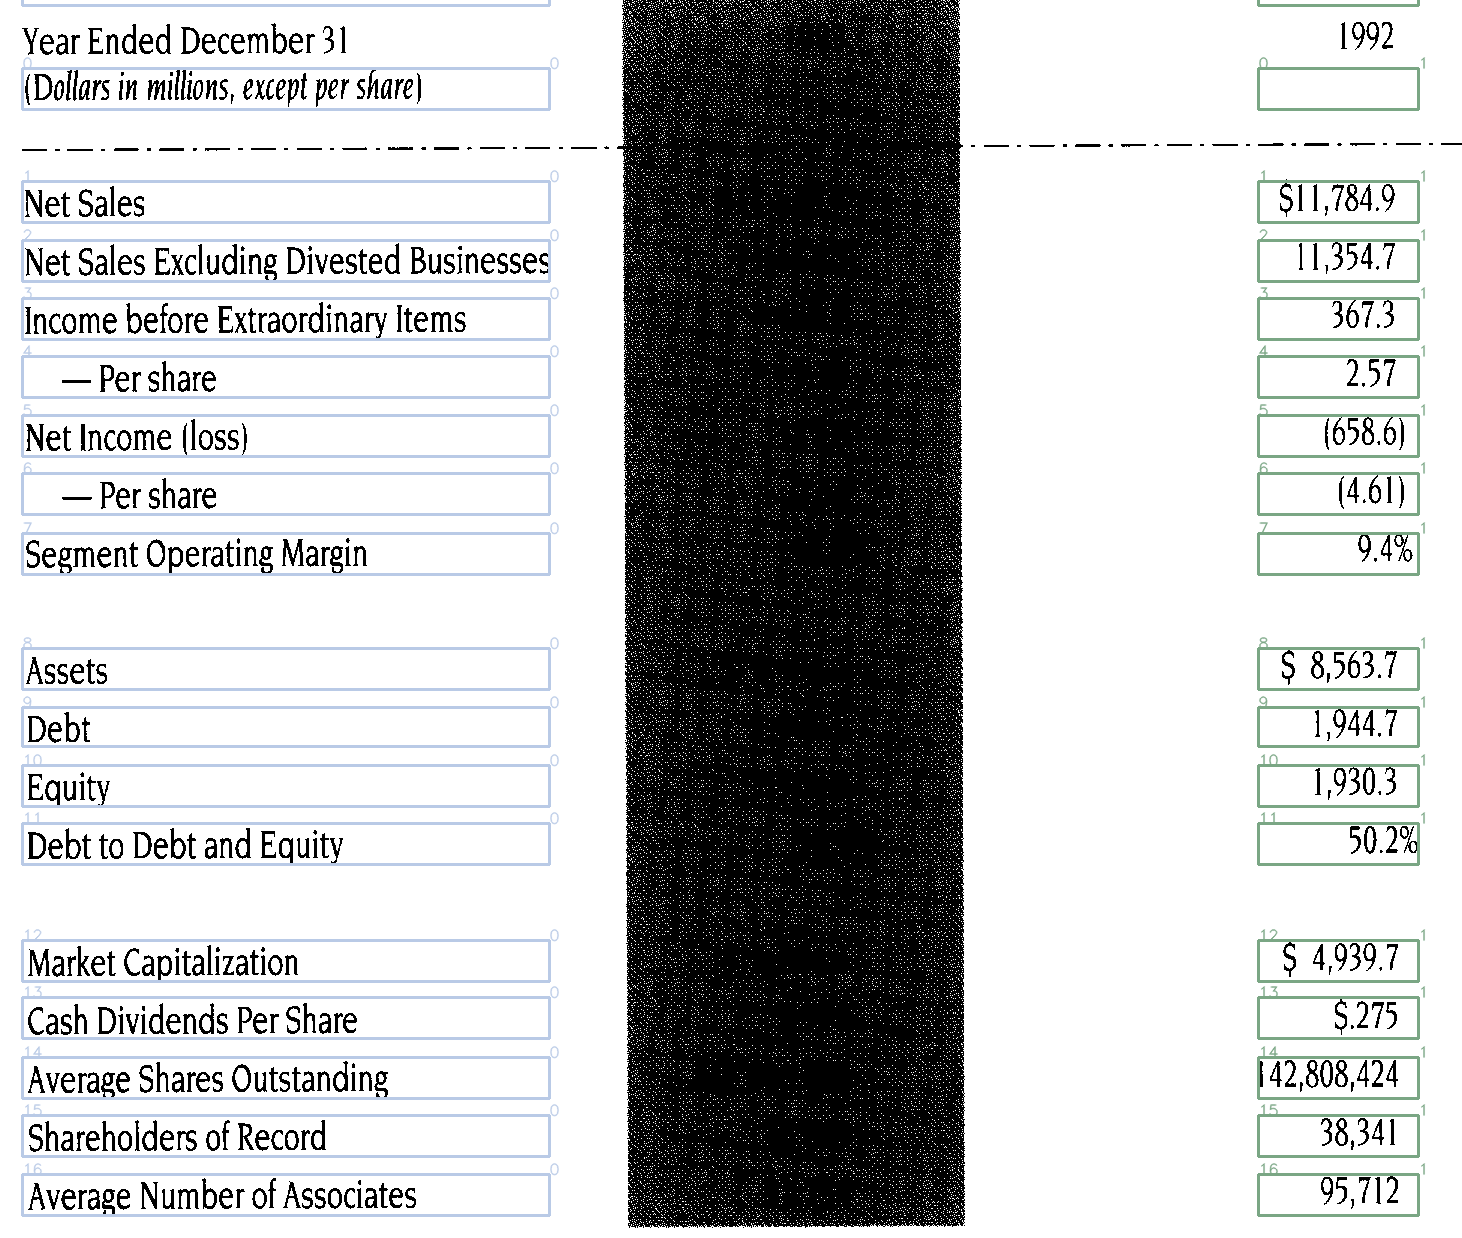 Year Ended December 31 1992
(Dollars in millions, except per share)
Net Sales $11,784.9
Net Sales Excluding Divested Businesses 11,354.7
Income before Extraordinary Items 367.3
— Per share 2.57
Net Income (loss) (658.6)
— Per share (4.61)
Segment Operating Margin 9.4%
Assets $ 8,563.7
Debt 1,944.7
Equity 1,930.3
Debt to Debt and Equity 50.2%
Market Capitalization $ 4,939.7
Cash Dividends Per Share $.275
Average Shares Outstanding 142,808,424
Shareholders of Record 38,341
Average Number of Associates 95,712